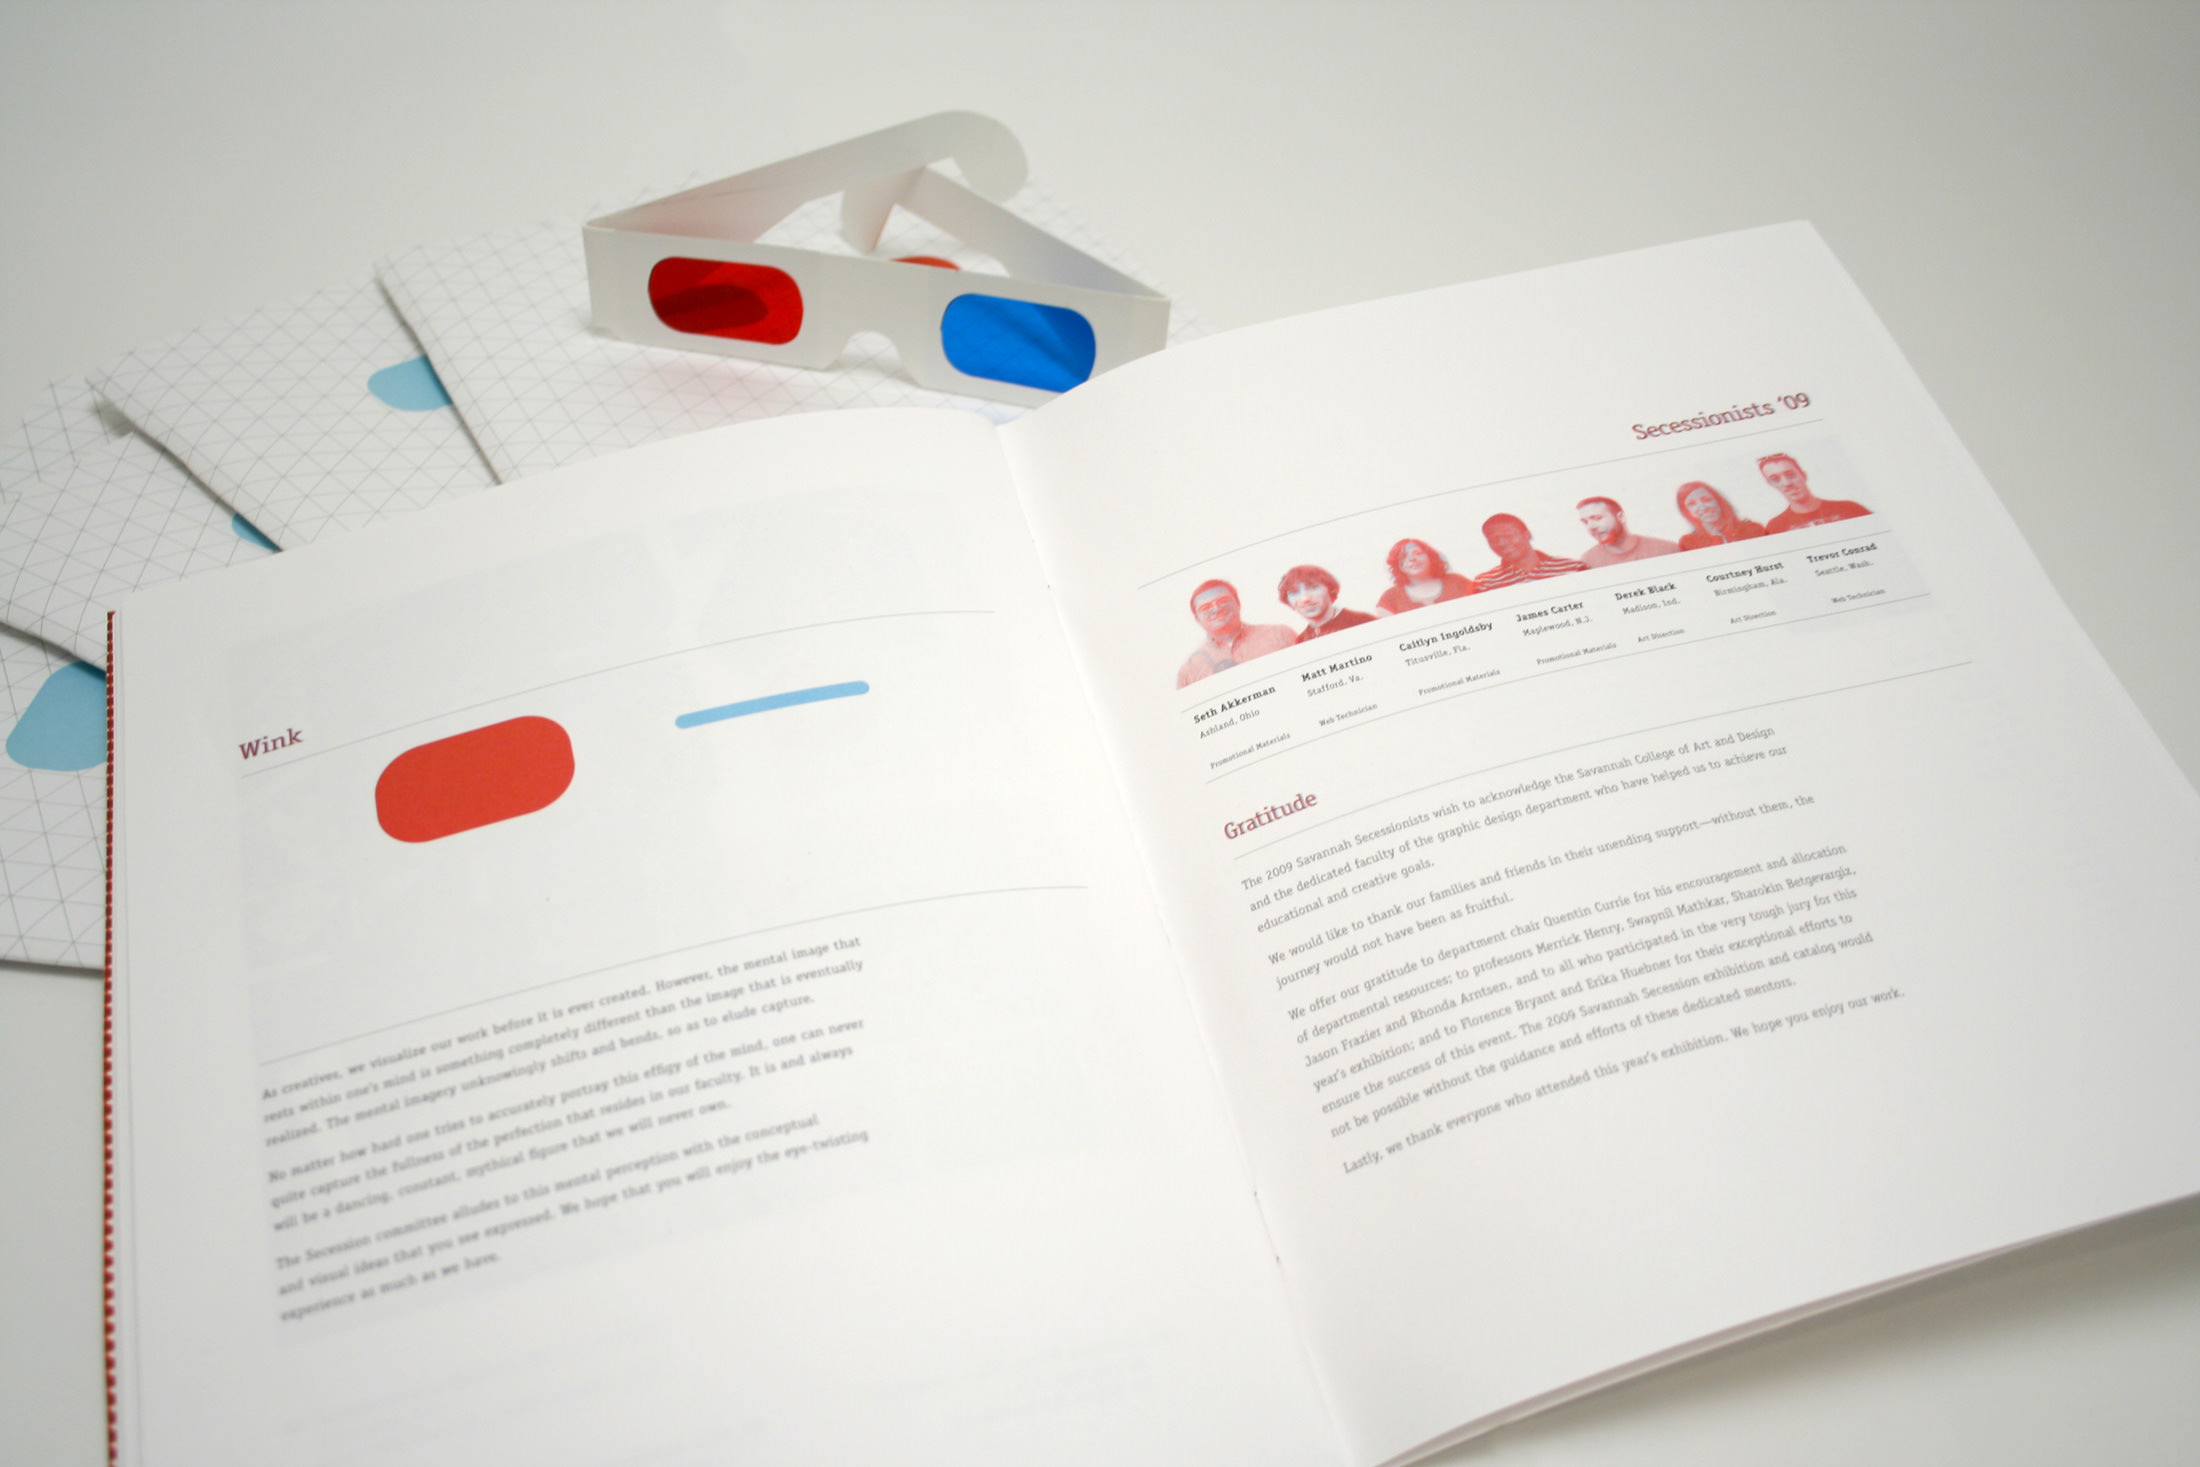 Wink
As creatives, we visualize our work before it is ever created. However, the mental image that
rests within one's mind is something completely different than the image that is eventually
realized. The mental imagery unknowingly shifts and bends, so as to elude capture.
No matter how hard one tries to accurately portray this effigy of the mind, one can never
quite capture the fullness of the perfection that resides in our faculty. It is and always
will be a dancing, constant, mythical figure that we will never own.
The Secession committee alludes to this mental perception with the conceptual
and visual ideas that you see expressed. We hope that you will enjoy the eye-twisting
experience as much as we have.
Secessionists '09
Seth Akkerman
Ashland, Ohio
Promotional Materials
Matt Martino
Stafford, Va.
Web Technician
Caitlyn Ingoldsby
Titusville, Fla.
Promotional Materials
James Carter
Maplewood, N.J.
Promotional Materials
Derek Black
Madison, Ind.
Art Direction
Courtney Hurst
Birmingham, Ala.
Art Direction
Trevor Conrad
Seattle, Wash.
Web Technician
Gratitude
The 2009 Savannah Secessionists wish to acknowledge the Savannah College of Art and Design
and the dedicated faculty of the graphic design department who have helped us to achieve our
educational and creative goals.
We would like to thank our families and friends in their unending support—without them, the
journey would not have been as fruitful.
We offer our gratitude to department chair Quentin Currie for his encouragement and allocation
of departmental resources; to professors Merrick Henry, Swapnil Mathkar, Sharokin Betgevargiz,
Jason Frazier and Rhonda Arntsen, and to all who participated in the very tough jury for this
year's exhibition; and to Florence Bryant and Erika Huebner for their exceptional efforts to
ensure the success of this event. The 2009 Savannah Secession exhibition and catalog would
not be possible without the guidance and efforts of these dedicated mentors.
Lastly, we thank everyone who attended this year's exhibition. We hope you enjoy our work.